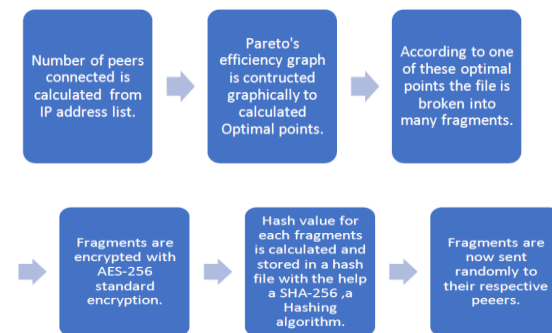 Number of peers
connected is
calculated from
IP address list.
Pareto's
efficiency graph
is contructed
graphically to
calculated
Optimal points.
According to one
of these optimal
points the file is
broken into
many fragments.
Fragments are
encrypted with
AES-256
standard
encryption.
Hash value for
each fragments
is calculated and
stored in a hash
file with the help
a SHA-256 ,a
Hashing
algorithm.
Fragments are
now sent
randomly to
their respective
peeers.